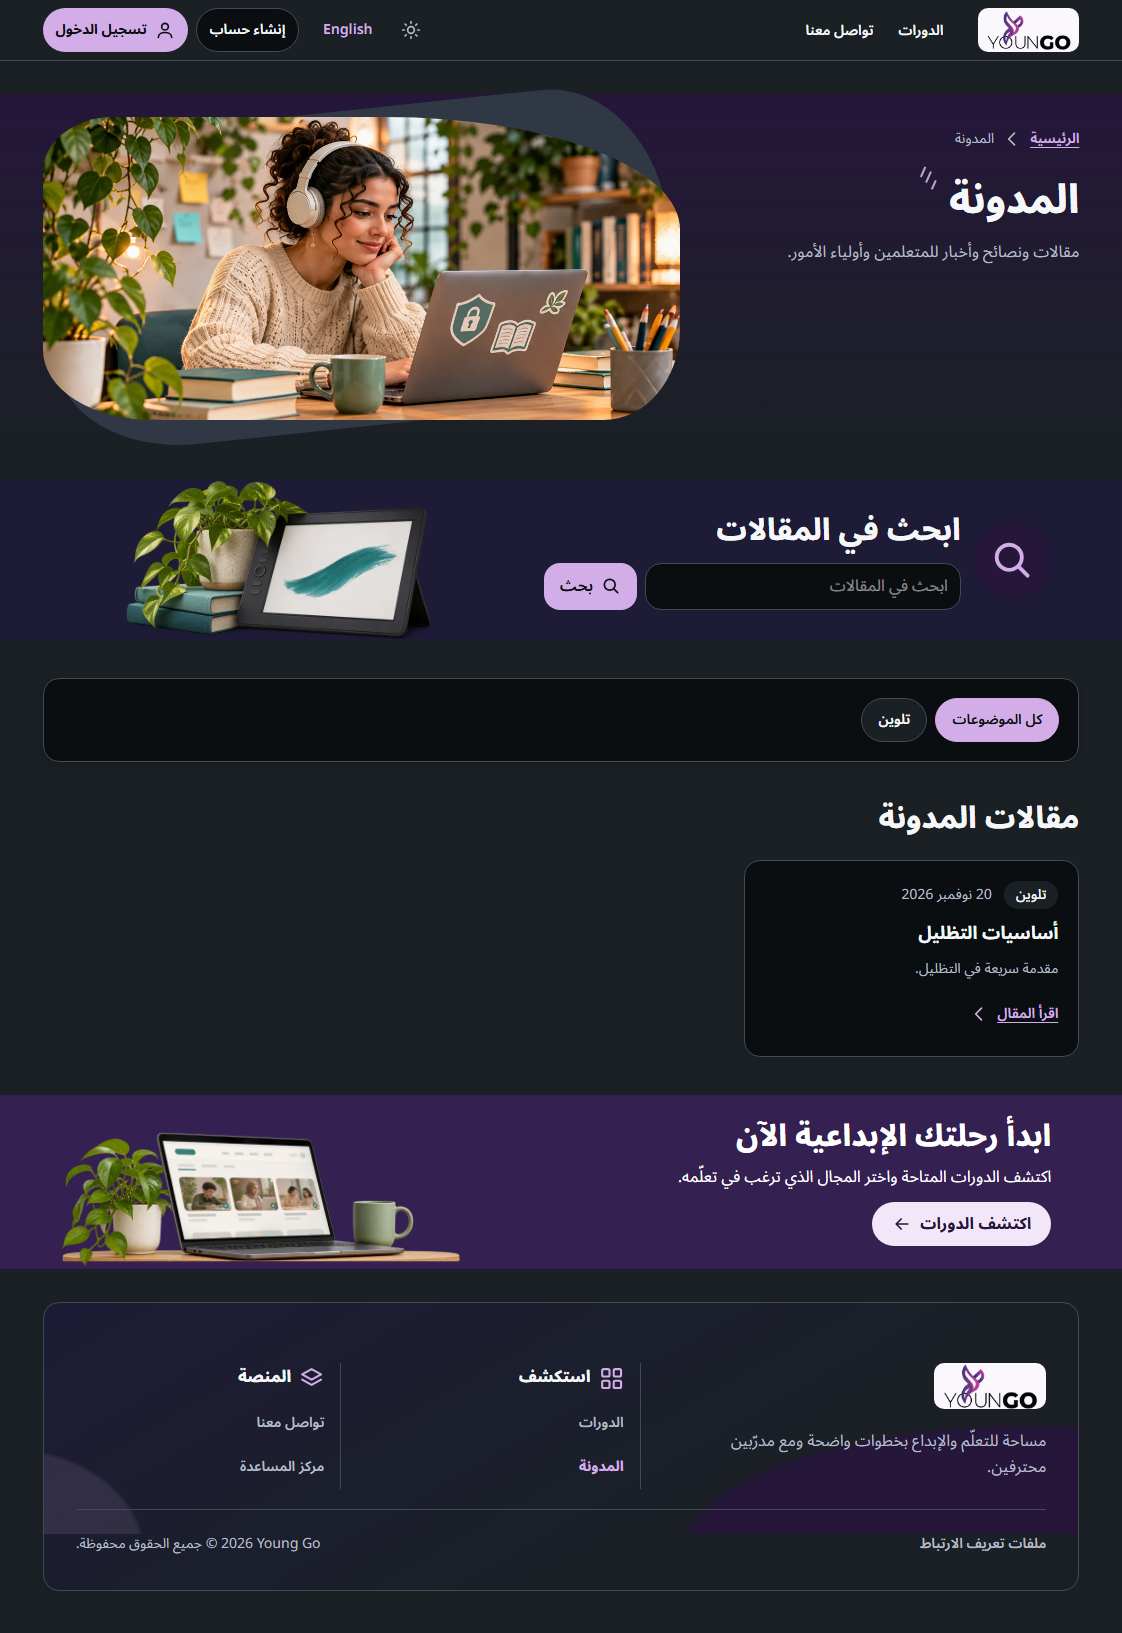 YOUNGO
الدورات
تواصل معنا
English
إنشاء حساب
تسجيل الدخول
الرئيسية
المدونة
المدونة
مقالات ونصائح وأخبار للمتعلمين وأولياء الأمور.
ابحث في المقالات
ابحث في المقالات
بحث
كل الموضوعات
تلوين
مقالات المدونة
تلوين
20 نوفمبر 2026
أساسيات التظليل
مقدمة سريعة في التظليل.
اقرأ المقال
ابدأ رحلتك الإبداعية الآن
اكتشف الدورات المتاحة واختر المجال الذي ترغب في تعلّمه.
اكتشف الدورات
YOUNGO
مساحة للتعلّم والإبداع بخطوات واضحة ومع مدرّبين
محترفين.
استكشف
الدورات
المدونة
المنصة
تواصل معنا
مركز المساعدة
ملفات تعريف الارتباط
Young Go 2026 © جميع الحقوق محفوظة.